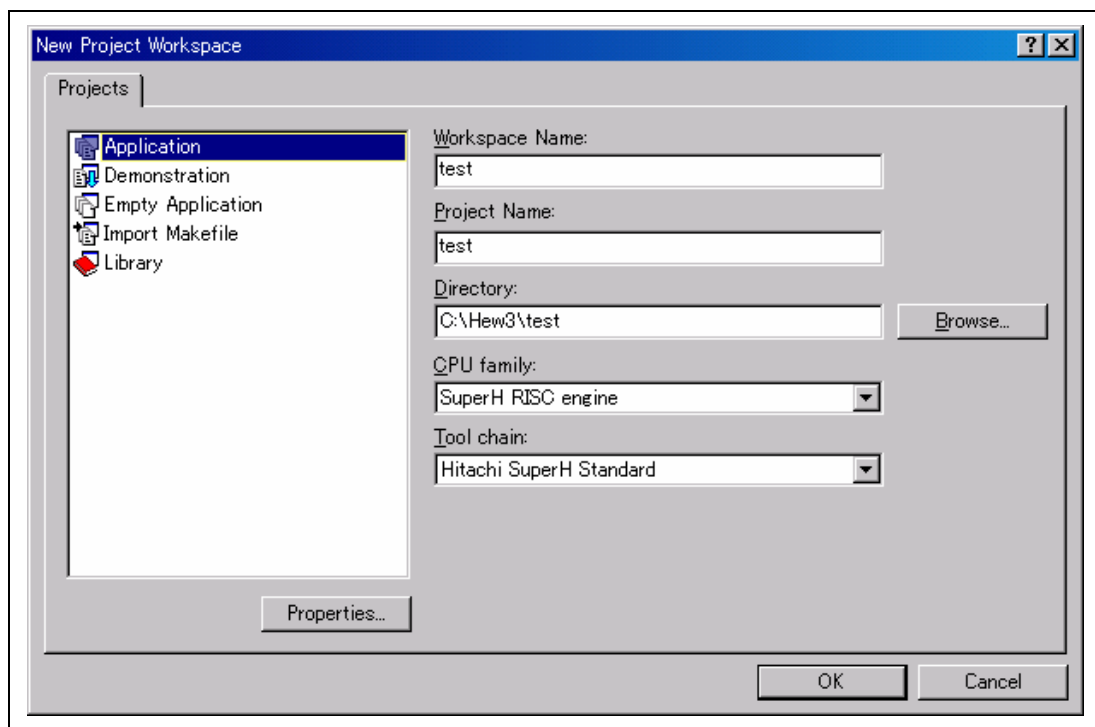 New Project Workspace
Projects
Application
Demonstration
Empty Application
Import Makefile
Library
Properties...
Workspace Name:
test
Project Name:
test
Directory:
C:\Hew3\test
Browse...
CPU family:
SuperH RISC engine
Tool chain:
Hitachi SuperH Standard
OK
Cancel